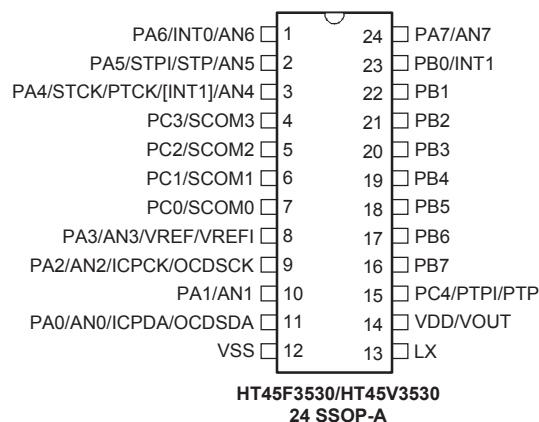 PA6/INT0/AN6 1 24 PA7/AN7
PA5/STPI/STP/AN5 2 23 PB0/INT1
PA4/STCK/PTCK/[INT1]/AN4 3 22 PB1
PC3/SCOM3 4 21 PB2
PC2/SCOM2 5 20 PB3
PC1/SCOM1 6 19 PB4
PC0/SCOM0 7 18 PB5
PA3/AN3/VREF/VREFI 8 17 PB6
PA2/AN2/ICPCK/OCDSCK 9 16 PB7
PA1/AN1 10 15 PC4/PTPI/PTP
PA0/AN0/ICPDA/OCDSDA 11 14 VDD/VOUT
VSS 12 13 LX
HT45F3530/HT45V3530
24 SSOP-A